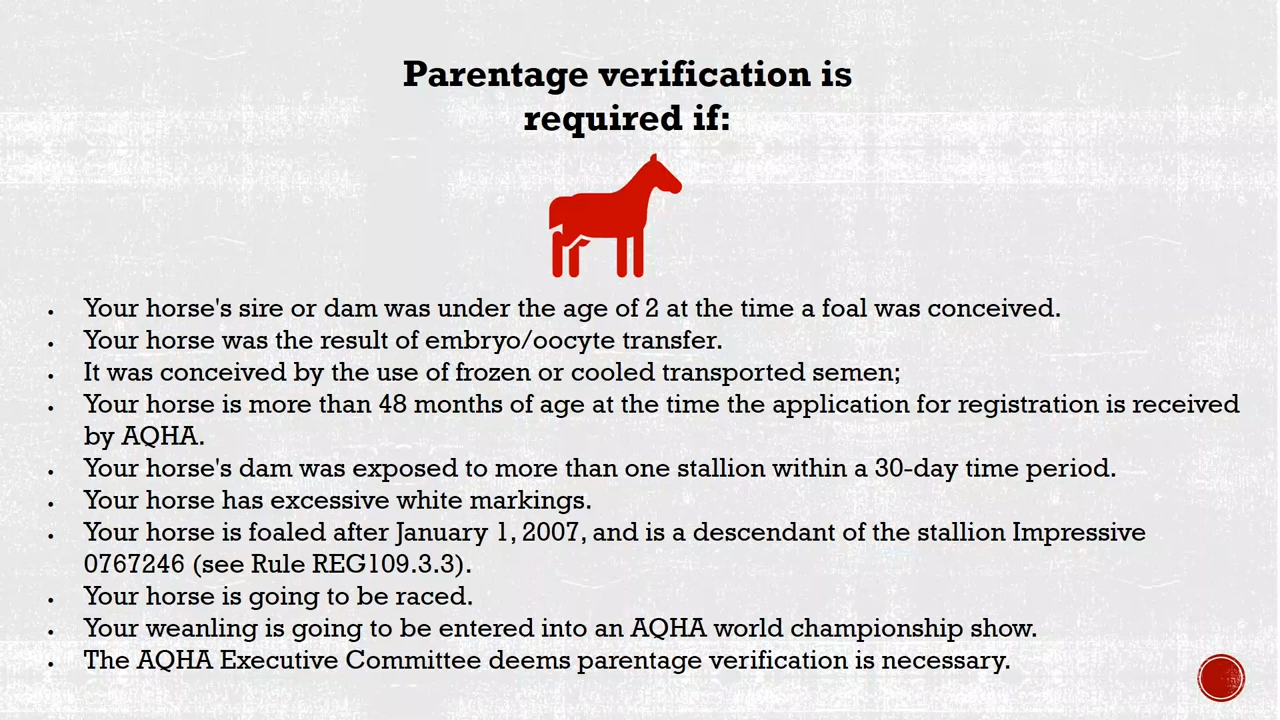 Parentage verification is
required if:
• Your horse's sire or dam was under the age of 2 at the time a foal was conceived.
• Your horse was the result of embryo/oocyte transfer.
• It was conceived by the use of frozen or cooled transported semen;
• Your horse is more than 48 months of age at the time the application for registration is received
by AQHA.
• Your horse's dam was exposed to more than one stallion within a 30-day time period.
• Your horse has excessive white markings.
• Your horse is foaled after January 1, 2007, and is a descendant of the stallion Impressive
0767246 (see Rule REG109.3.3).
• Your horse is going to be raced.
• Your weanling is going to be entered into an AQHA world championship show.
• The AQHA Executive Committee deems parentage verification is necessary.